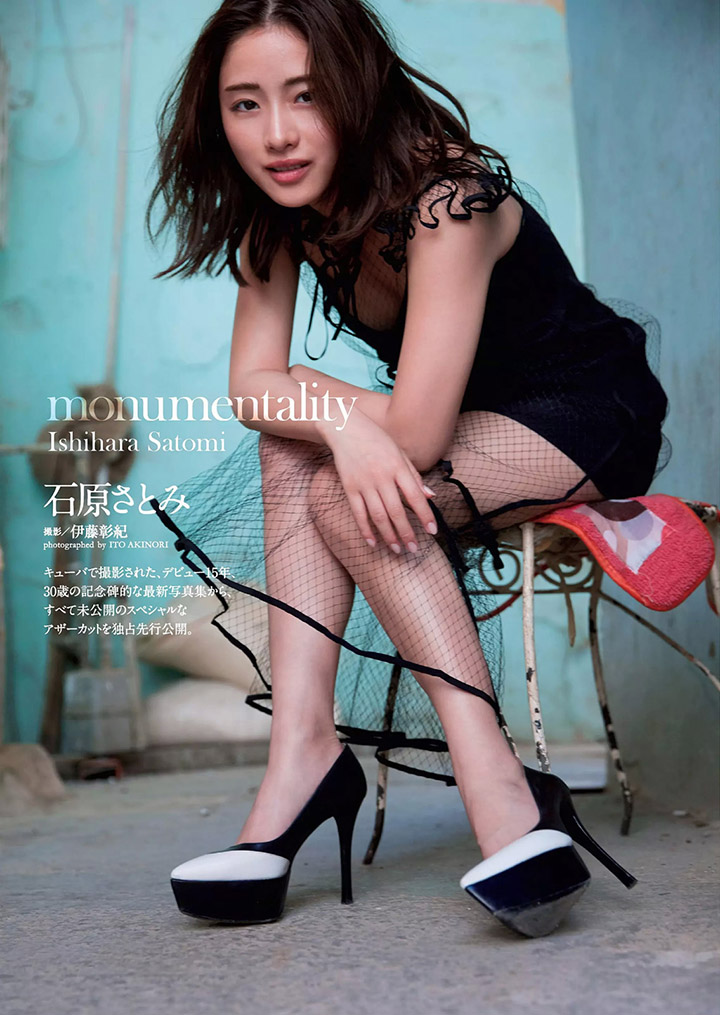 monumentality
Ishihara Satomi
石原さとみ
撮影／伊藤彰紀
photographed by ITO AKINORI
キューバで撮影された、デビュー15年、
30歳の記念碑的な最新写真集から、
すべて未公開のスペシャルな
アザーカットを独占先行公開。